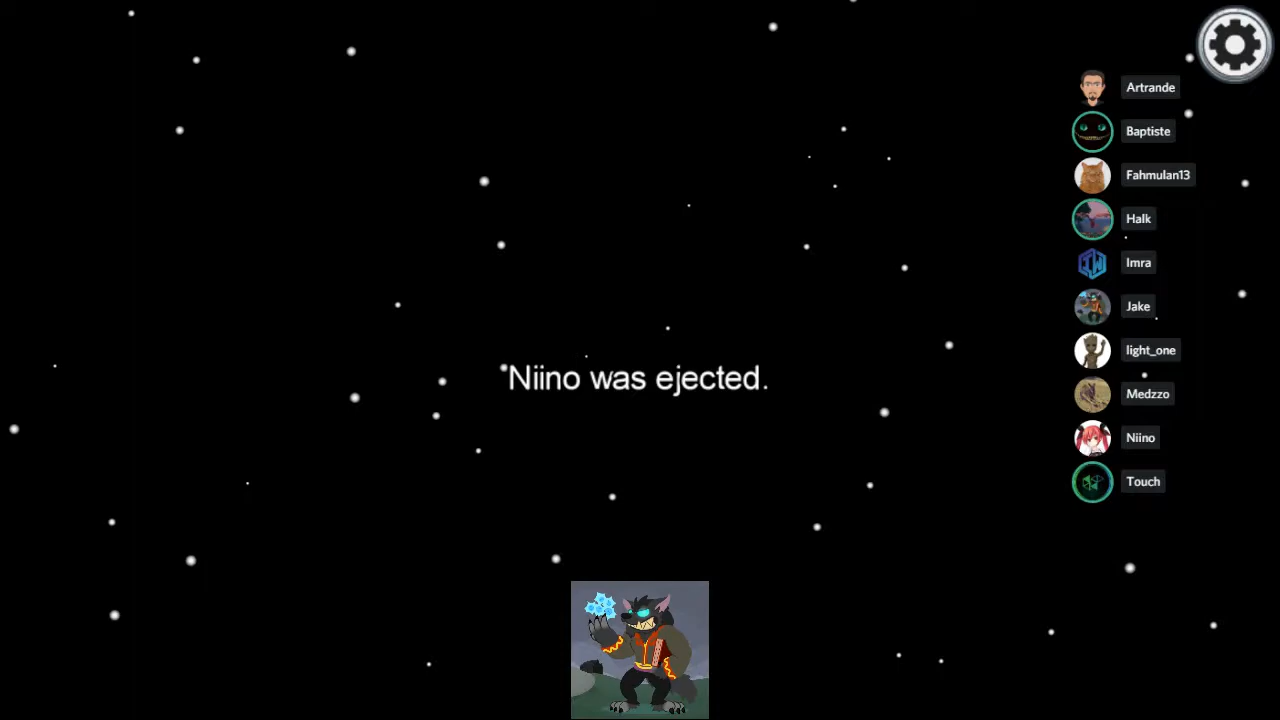 Artrande
Baptiste
Fahmulan13
Halk
Imra
Jake
light_one
Niino was ejected.
Medzzo
Niino
Touch